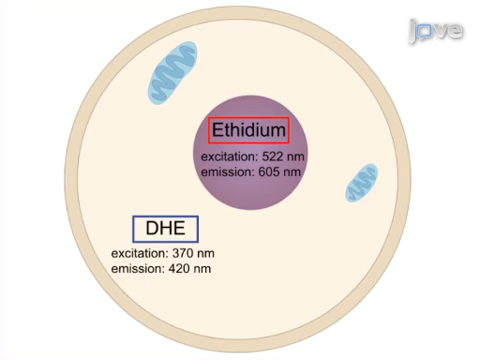 jove
Ethidium
excitation: 522 nm
emission: 605 nm
DHE
excitation: 370 nm
emission: 420 nm